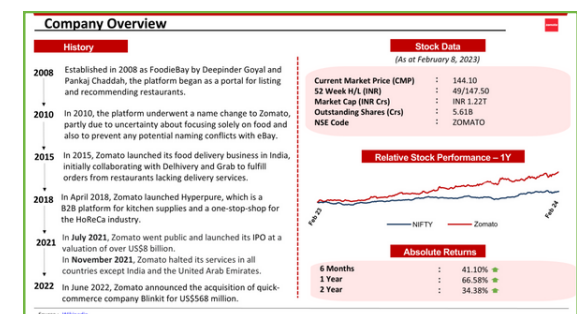 Company Overview
History
2008
Established in 2008 as FoodieBay by Deepinder Goyal and
Pankaj Chaddah, the platform began as a portal for listing
and recommending restaurants.
2010
In 2010, the platform underwent a name change to Zomato,
partly due to uncertainty about focusing solely on food and
also to prevent any potential naming conflicts with eBay.
2015
In 2015, Zomato launched its food delivery business in India,
initially collaborating with Delhivery and Grab to fulfill
orders from restaurants lacking delivery services.
2018
In April 2018, Zomato launched Hyperpure, which is a
B2B platform for kitchen supplies and a one-stop-shop for
the HoReCa industry.
2021
In July 2021, Zomato went public and launched its IPO at a
valuation of over US$8 billion.
In November 2021, Zomato halted its services in all
countries except India and the United Arab Emirates.
2022
In June 2022, Zomato announced the acquisition of quick-
commerce company Blinkit for US$568 million.
Stock Data
(As at February 8, 2023)
Current Market Price (CMP) : 144.10
52 Week H/L (INR) : 49/147.50
Market Cap (INR Crs) : INR 1.22T
Outstanding Shares (Crs) : 5.61B
NSE Code : ZOMATO
Relative Stock Performance – 1Y
Feb 23
Feb 24
NIFTY Zomato
Absolute Returns
6 Months : 41.10%
1 Year : 66.58%
2 Year : 34.38%